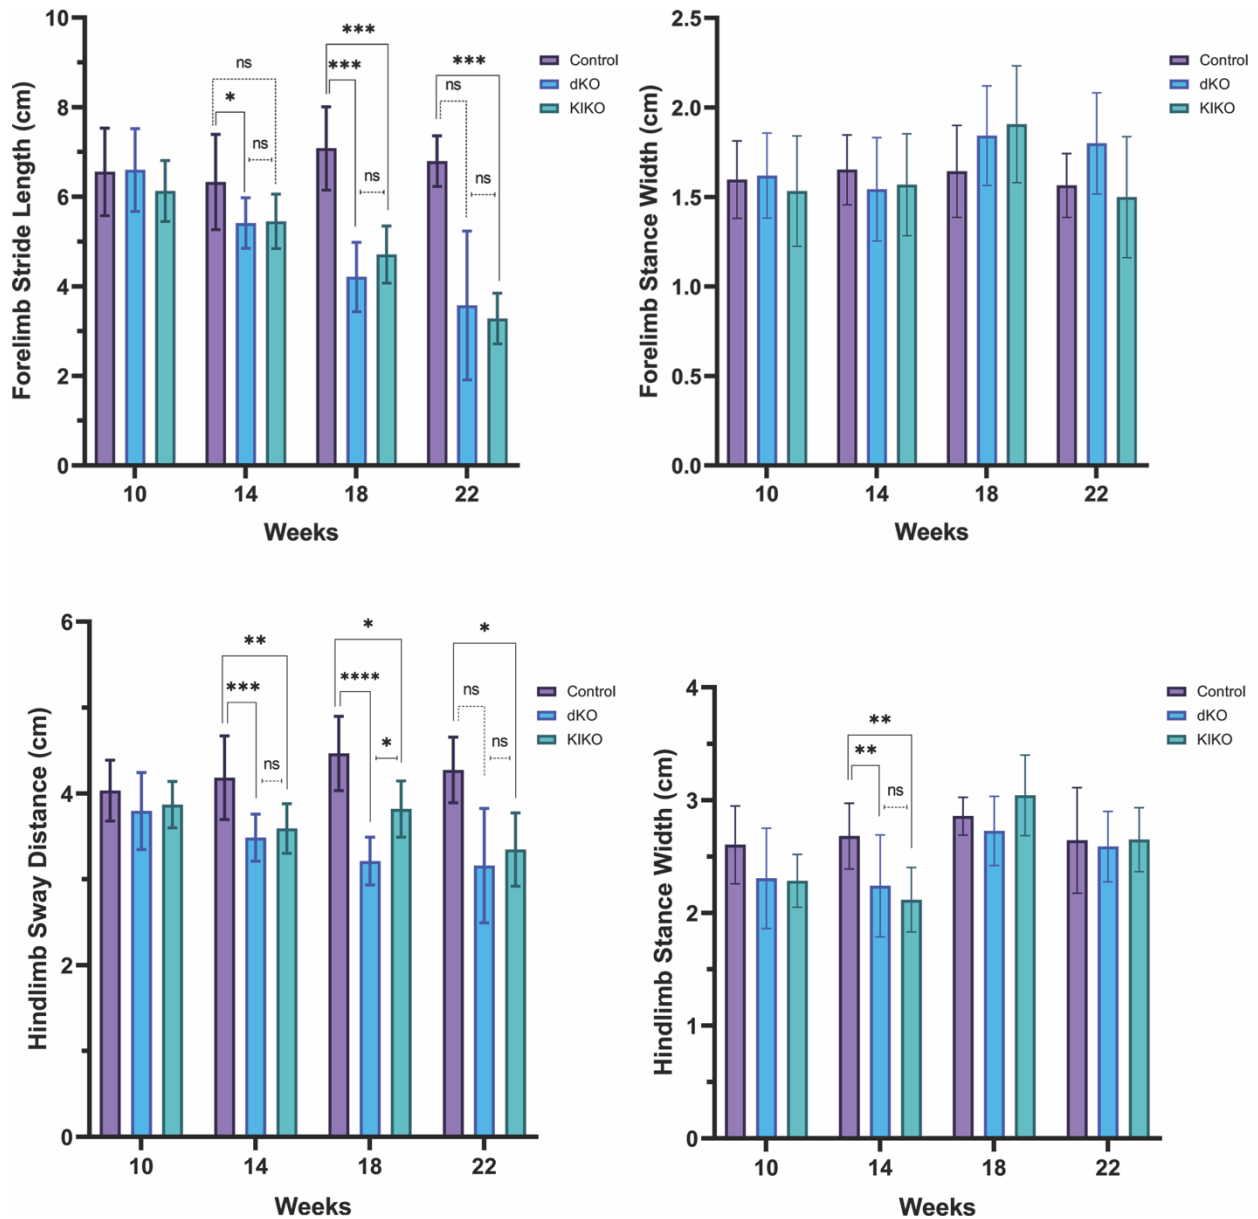 Forelimb Stride Length (cm)
10
8
6
4
2
0
ns
*
ns
***
***
ns
***
ns
ns
Control
dKO
KIKO
10 14 18 22
Weeks
Forelimb Stance Width (cm)
2.5
2.0
1.5
1.0
0.5
0.0
Control
dKO
KIKO
10 14 18 22
Weeks
Hindlimb Sway Distance (cm)
6
4
2
0
**
***
ns
*
****
*
*
ns
ns
Control
dKO
KIKO
10 14 18 22
Weeks
Hindlimb Stance Width (cm)
4
3
2
1
0
**
**
ns
Control
dKO
KIKO
10 14 18 22
Weeks